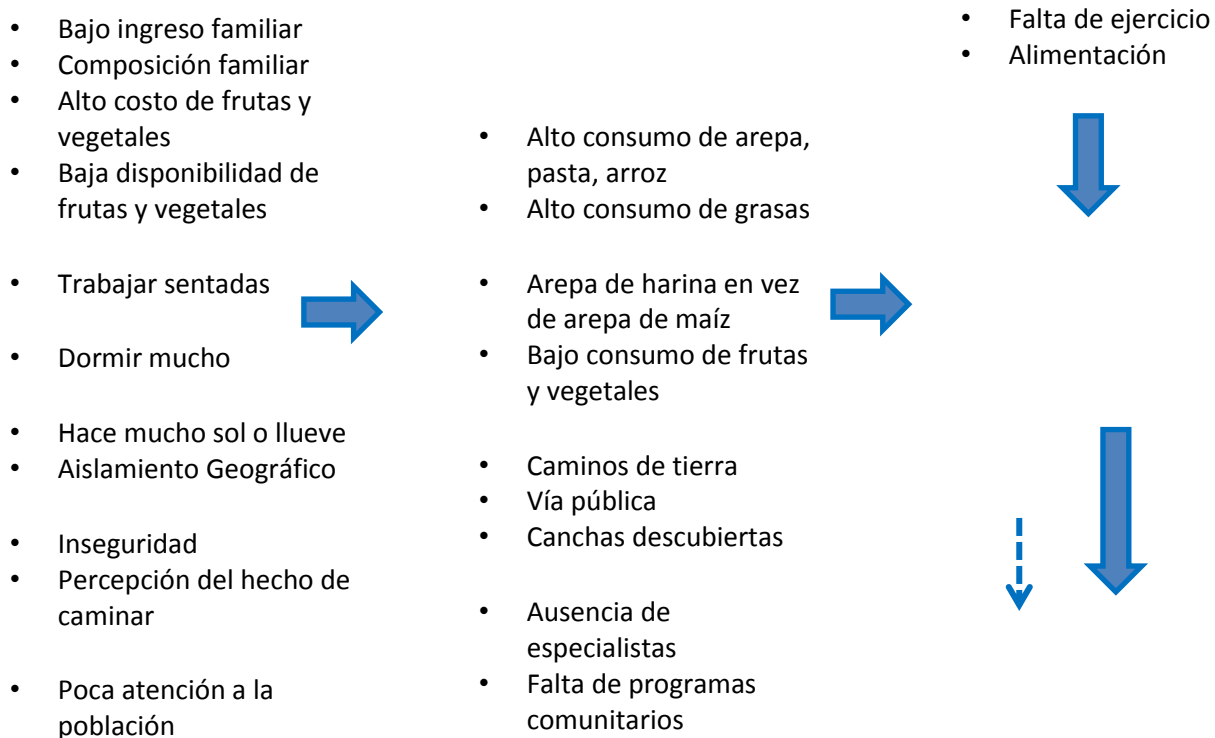 • Bajo ingreso familiar
• Composición familiar
• Alto costo de frutas y
vegetales
• Baja disponibilidad de
frutas y vegetales
• Trabajar sentadas
• Dormir mucho
• Hace mucho sol o llueve
• Aislamiento Geográfico
• Inseguridad
• Percepción del hecho de
caminar
• Poca atención a la
población
• Alto consumo de arepa,
pasta, arroz
• Alto consumo de grasas
• Arepa de harina en vez
de arepa de maíz
• Bajo consumo de frutas
y vegetales
• Caminos de tierra
• Vía pública
• Canchas descubiertas
• Ausencia de
especialistas
• Falta de programas
comunitarios
• Falta de ejercicio
• Alimentación